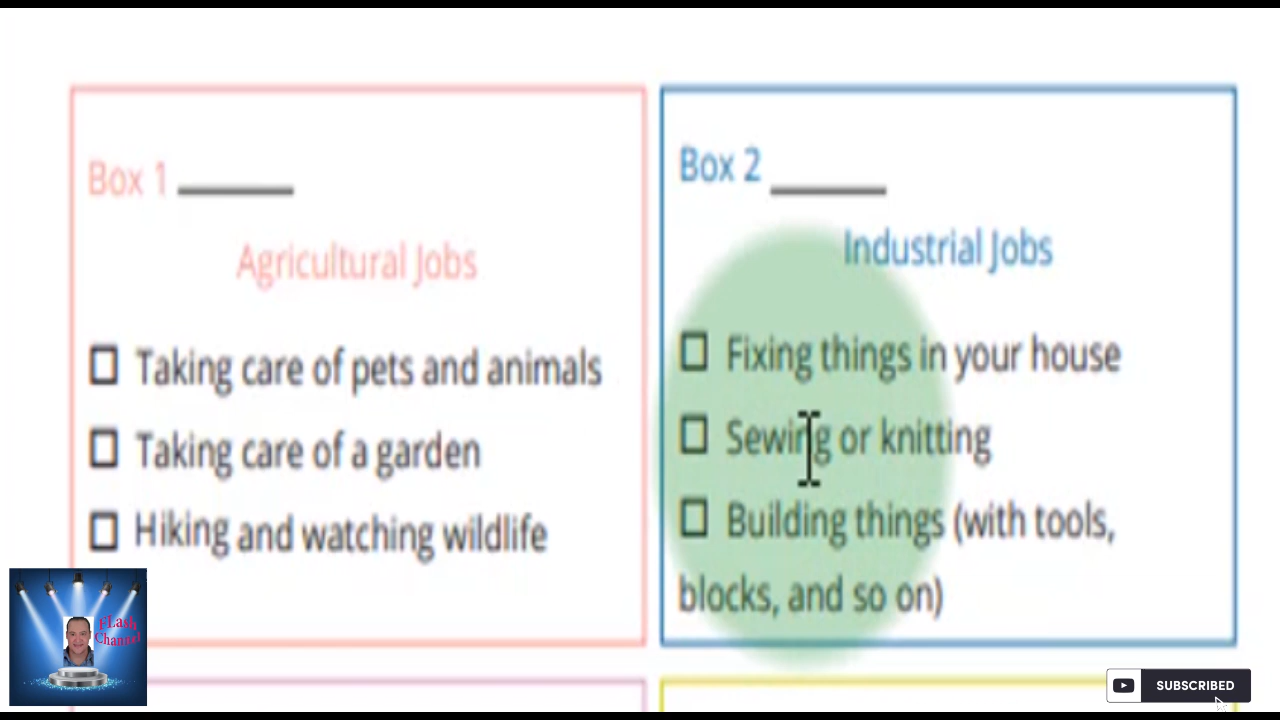 Box 1 ______
Agricultural Jobs
☐ Taking care of pets and animals
☐ Taking care of a garden
☐ Hiking and watching wildlife
Box 2 ______
Industrial Jobs
☐ Fixing things in your house
☐ Sewing or knitting
☐ Building things (with tools,
blocks, and so on)
FLash
Channel
SUBSCRIBED